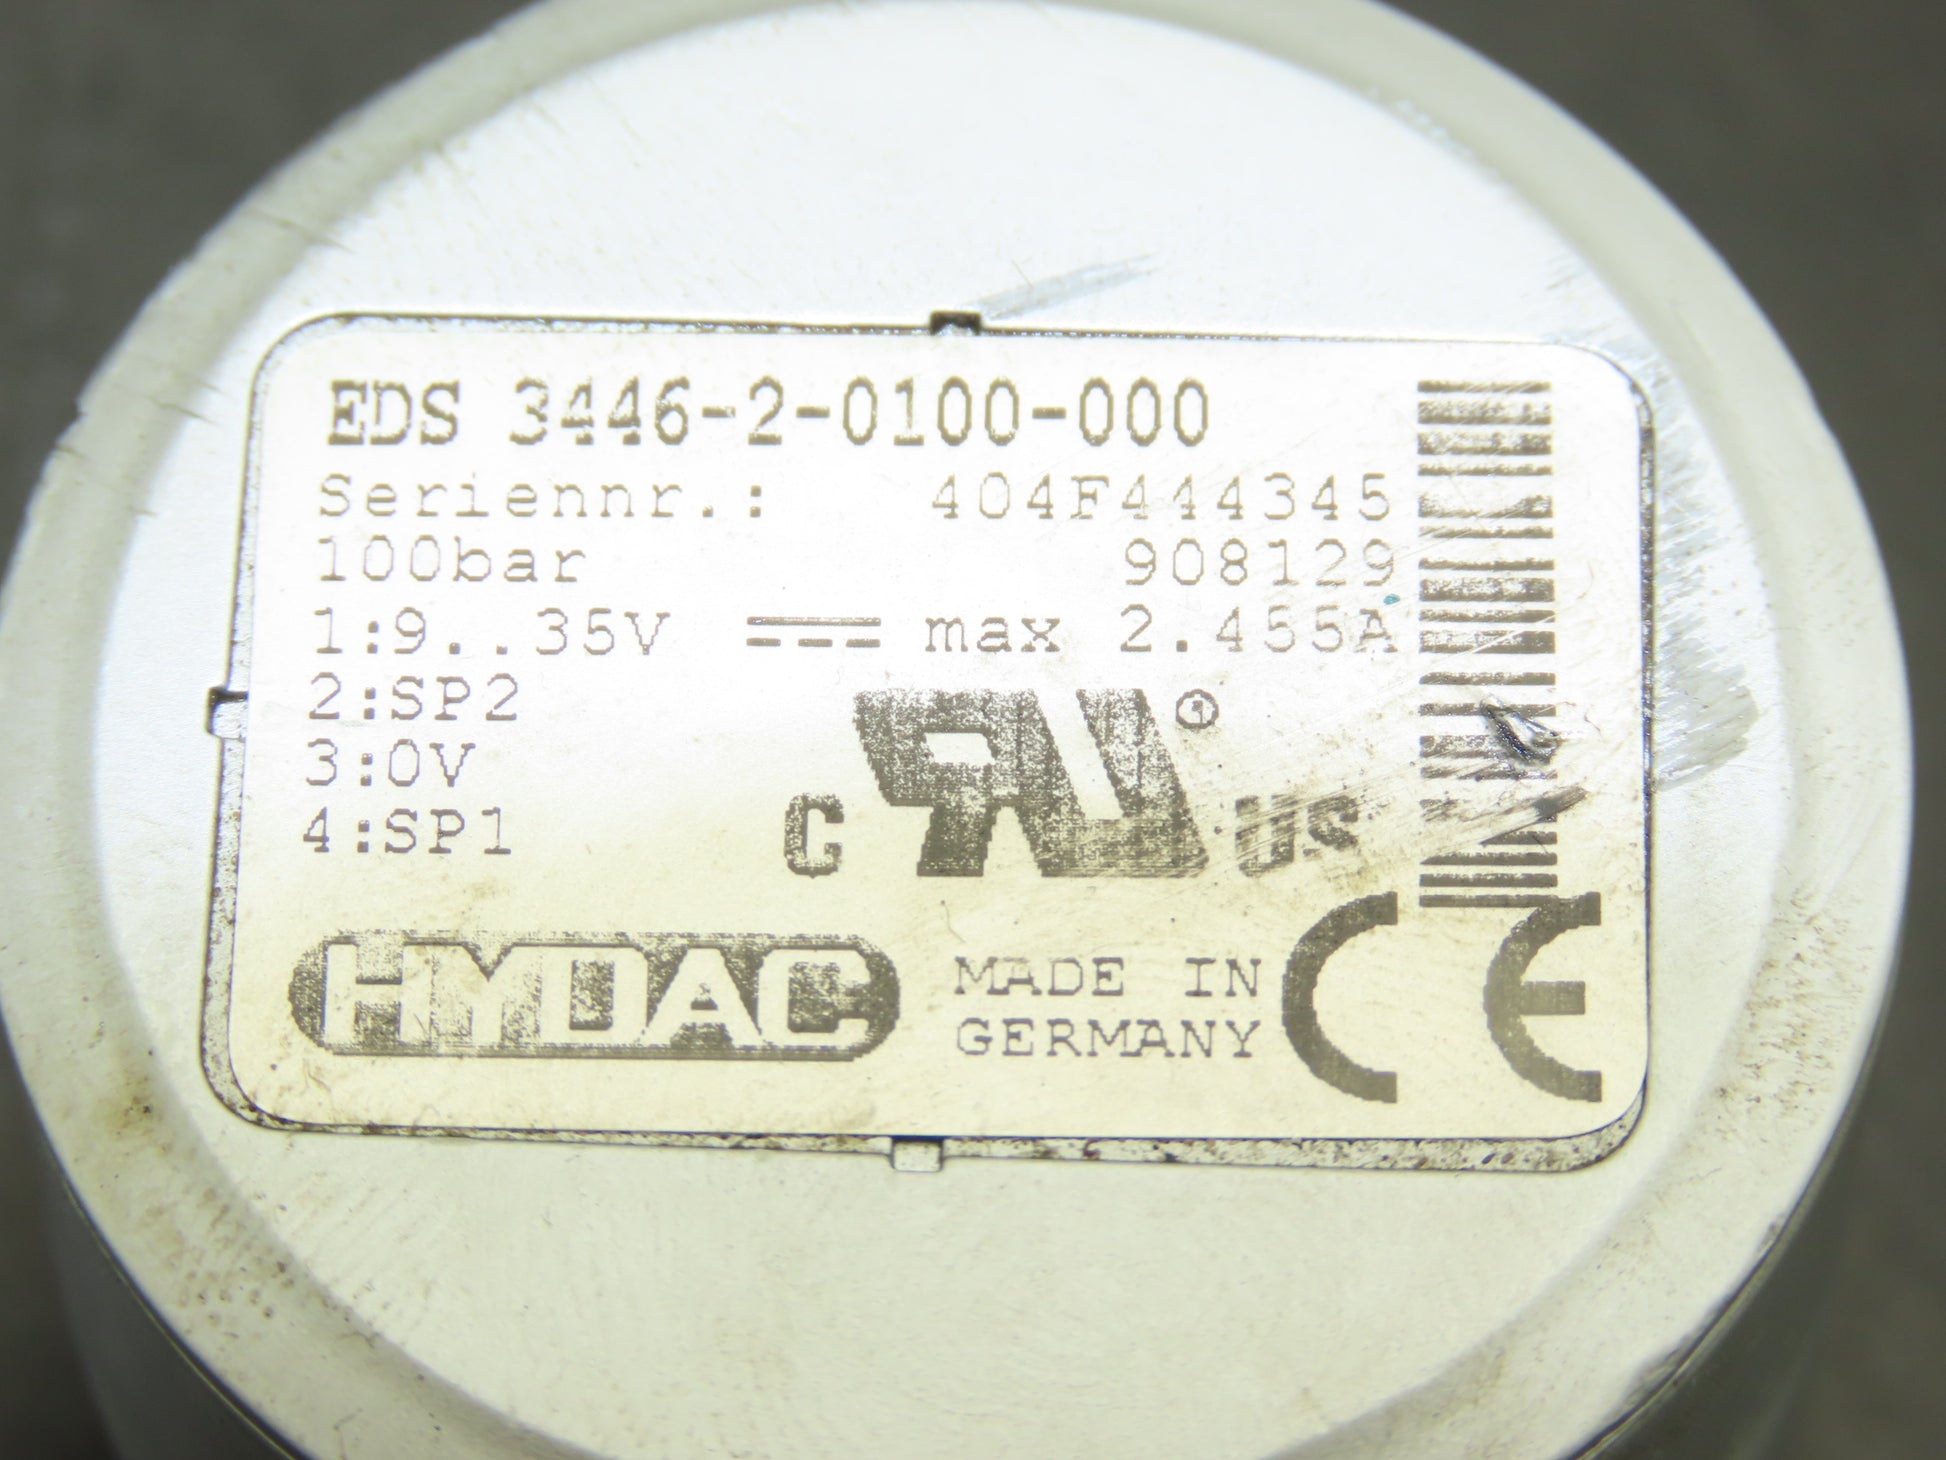 EDS 3446-2-0100-000
Seriennr.: 404F444345
100bar 908129
1:9..35V ⎓ max 2.455A
2:SP2
3:0V
4:SP1
C RU US
HYDAC
MADE IN
GERMANY
CE